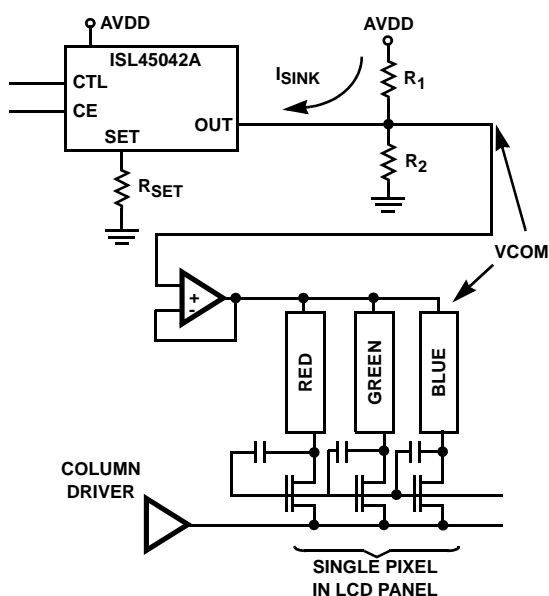 AVDD
AVDD
ISL45042A
CTL
CE
SET
OUT
ISINK
R1
R2
RSET
VCOM
+
-
RED
GREEN
BLUE
COLUMN
DRIVER
SINGLE PIXEL
IN LCD PANEL